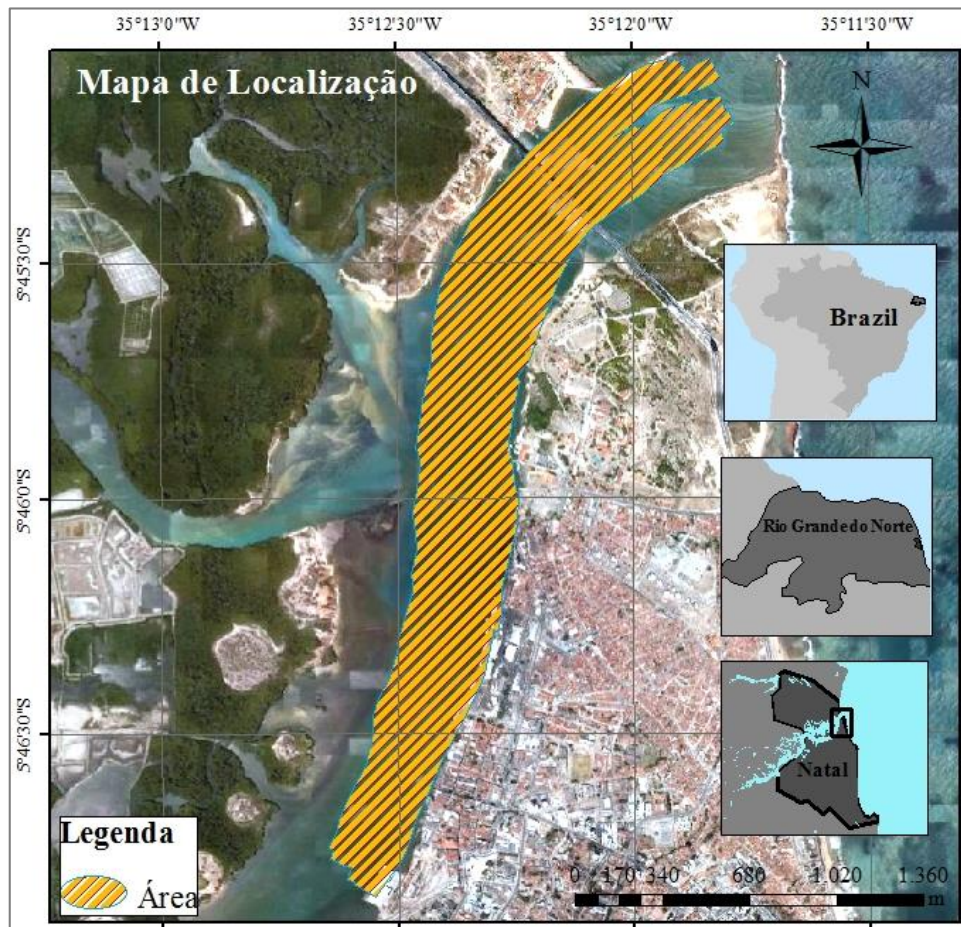 35°13'0"W 35°12'30"W 35°12'0"W 35°11'30"W
Mapa de Localização
N
5°45'30"S
Brazil
5°46'0"S
Rio Grande do Norte
5°46'30"S
Natal
Legenda
Área
0 170 340 680 1.020 1.360
m